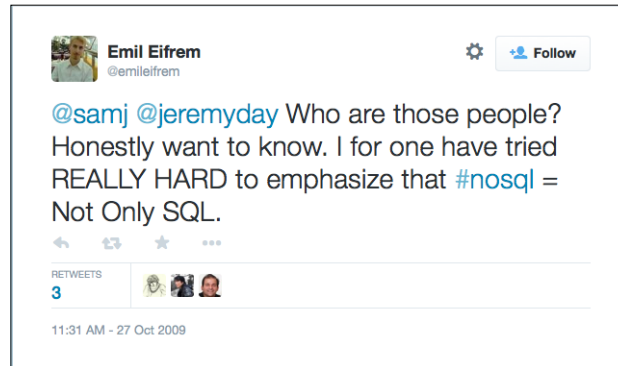 Emil Eifrem
@emileifrem
Follow
@samj @jeremyday Who are those people?
Honestly want to know. I for one have tried
REALLY HARD to emphasize that #nosql =
Not Only SQL.
RETWEETS
3
11:31 AM - 27 Oct 2009